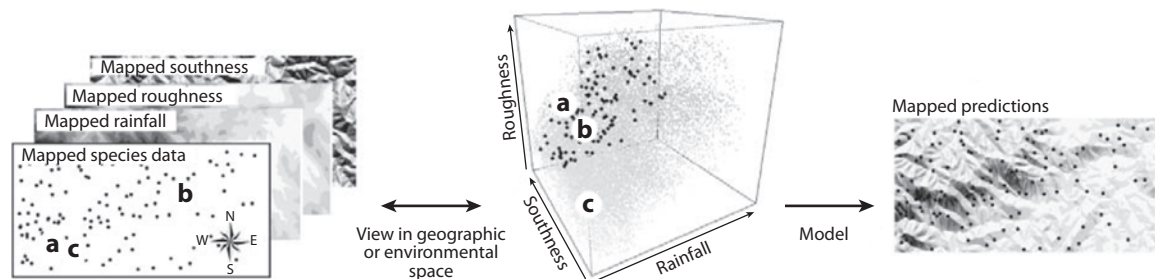 Mapped southness
Mapped roughness
Mapped rainfall
Mapped species data
b
a
c
N
W
E
S
View in geographic
or environmental
space
Roughness
a
b
c
Southness
Rainfall
Model
Mapped predictions